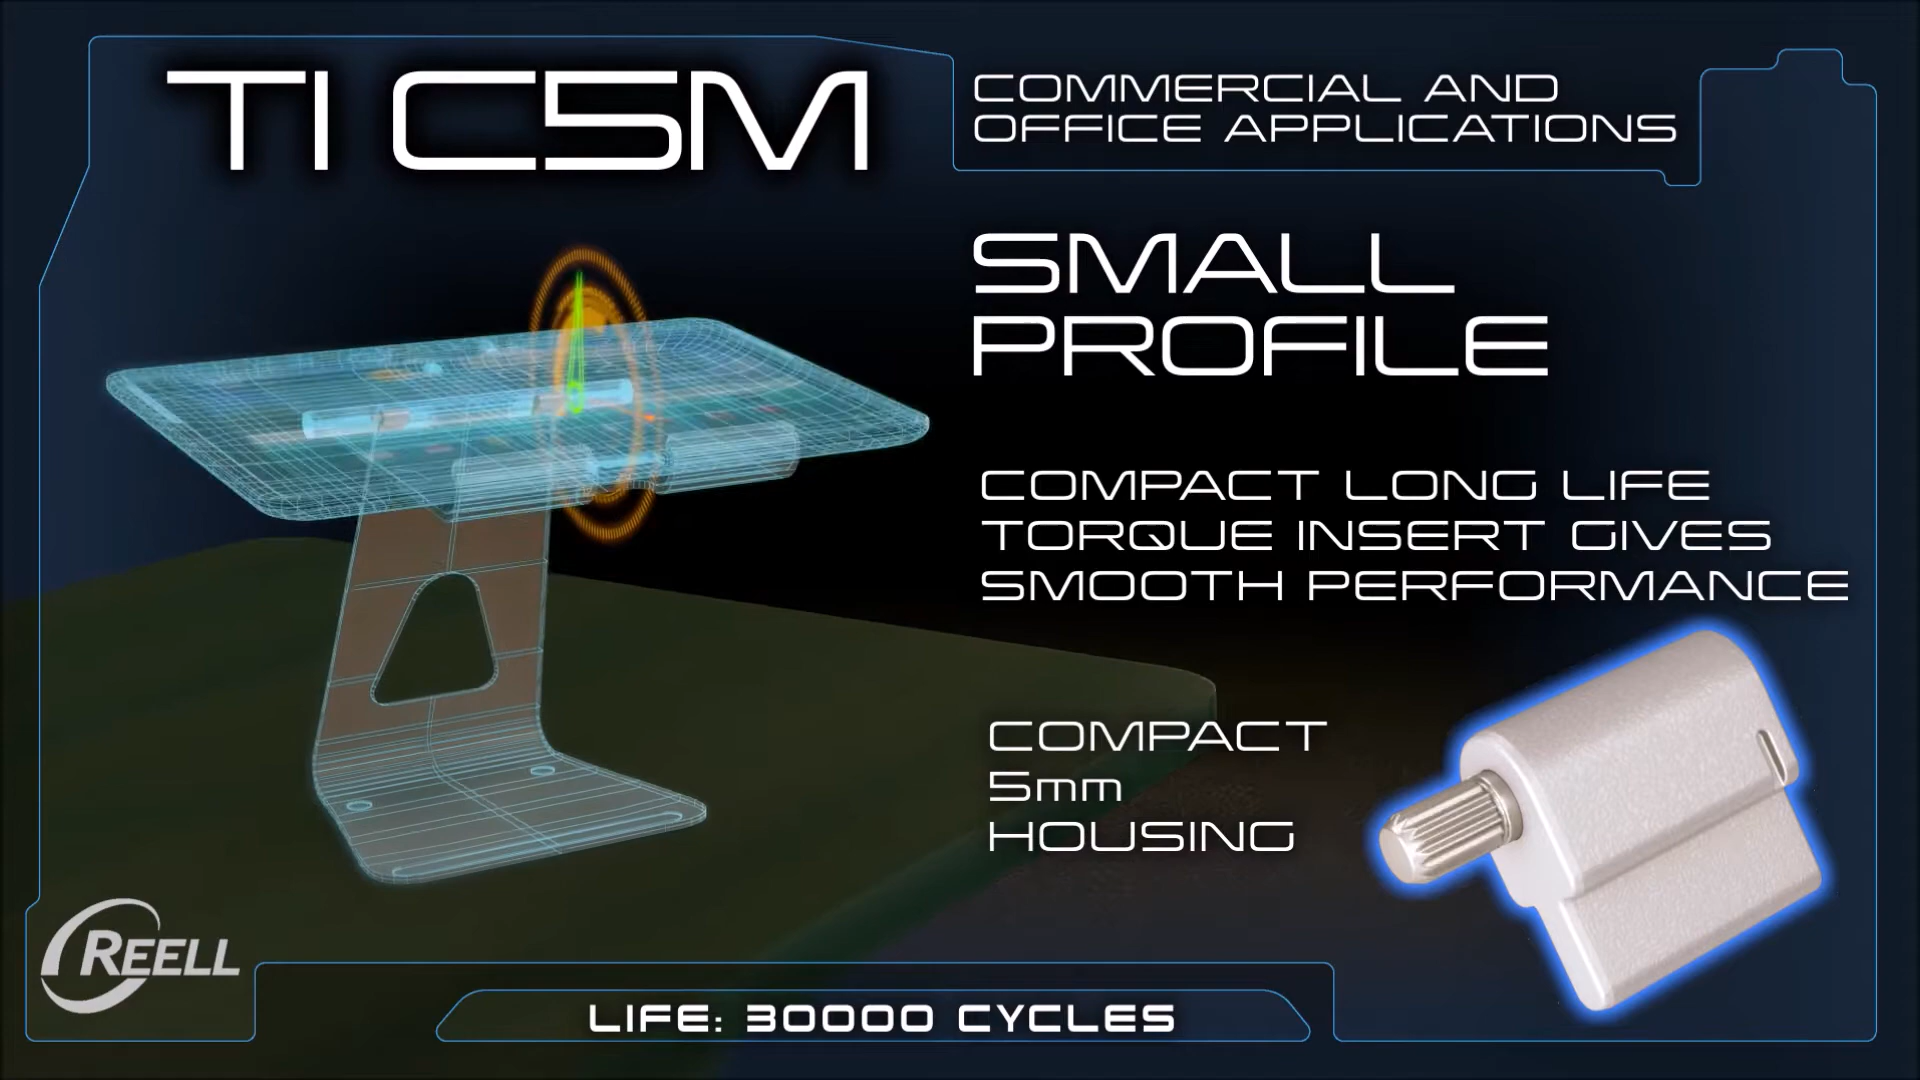 TI C5M
COMMERCIAL AND
OFFICE APPLICATIONS
SMALL
PROFILE
COMPACT LONG LIFE
TORQUE INSERT GIVES
SMOOTH PERFORMANCE
COMPACT
5mm
HOUSING
REELL
LIFE: 30000 CYCLES